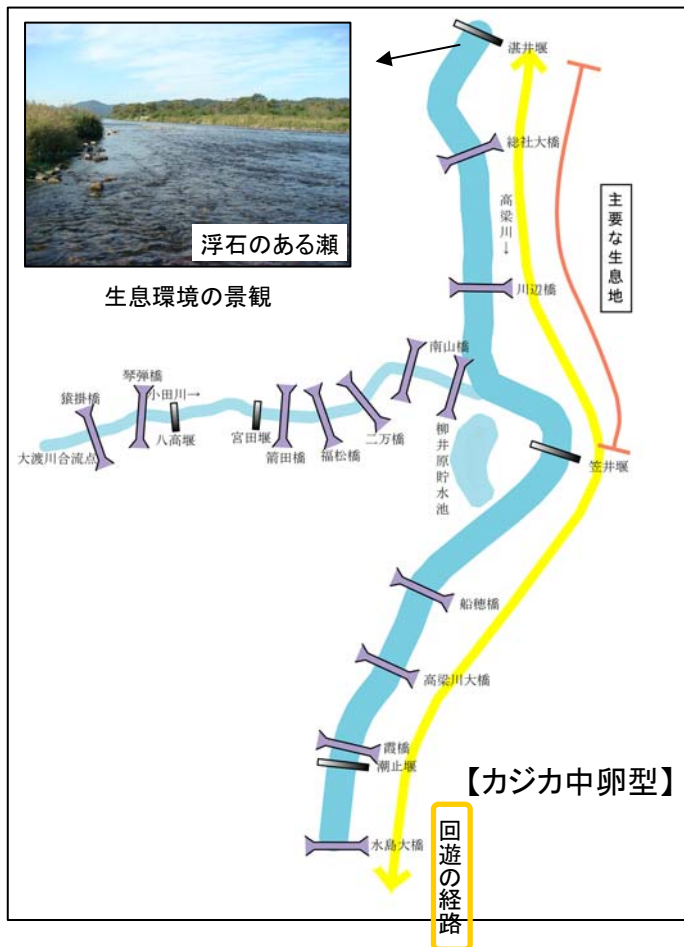 湛井堰
総社大橋
高梁川→
主要な生息地
浮石のある瀬
生息環境の景観
川辺橋
南山橋
琴弾橋
小田川→
猿掛橋
八高堰
宮田堰
箭田橋
福松橋
二万橋
大渡川合流点
柳井原貯水池
笠井堰
船穂橋
高梁川大橋
霞橋
潮止堰
【カジカ中卵型】
水島大橋
回遊の経路